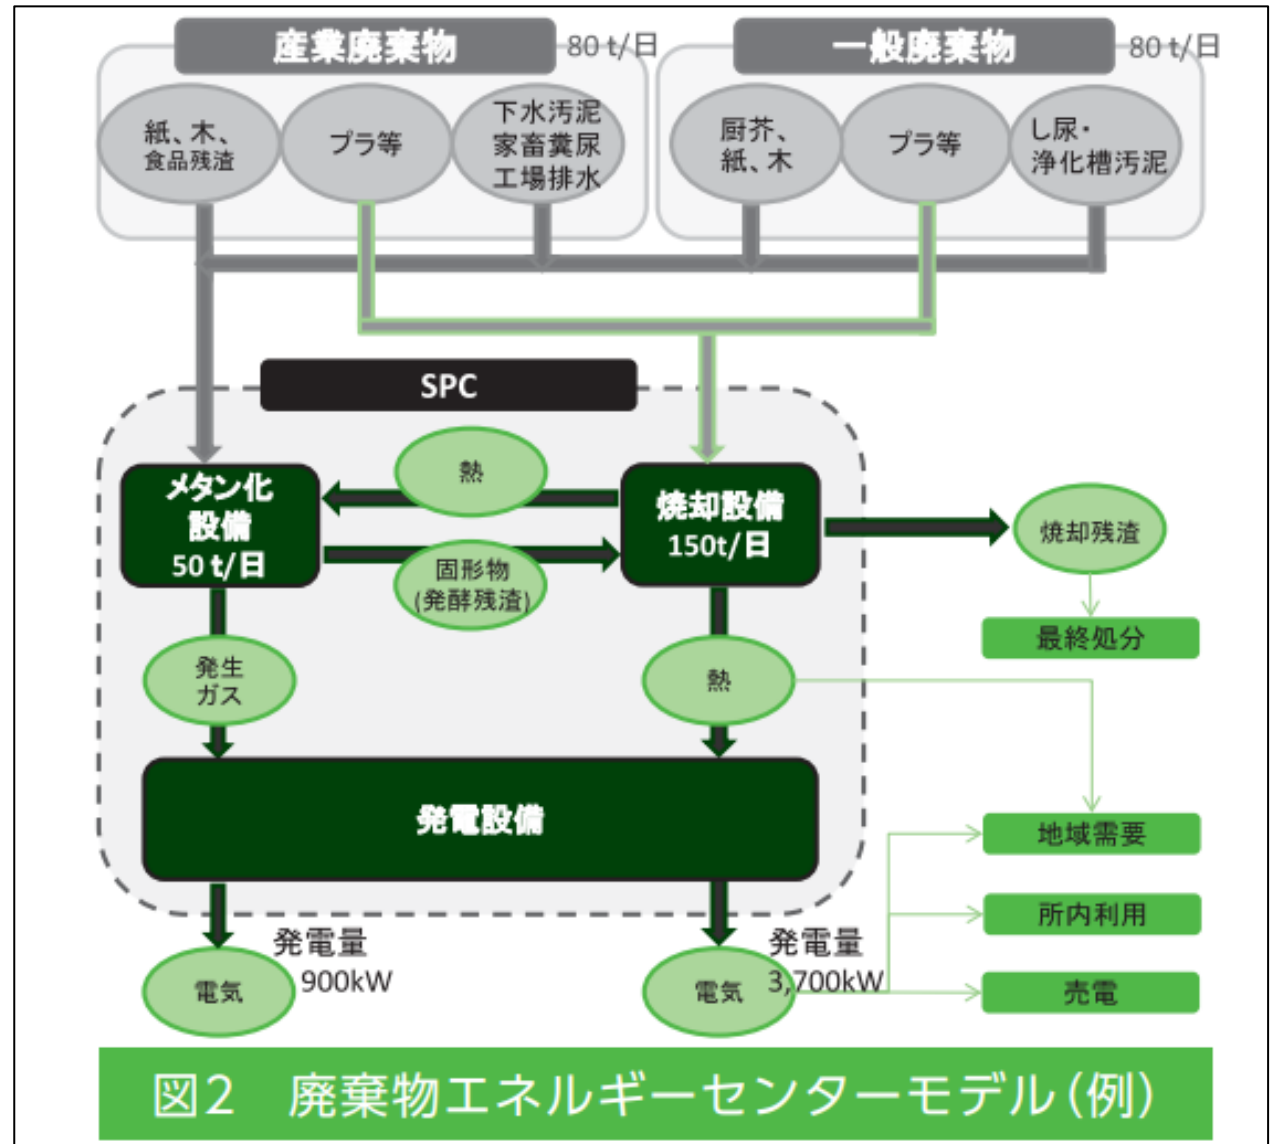 産業廃棄物
80 t/日
一般廃棄物
80 t/日
紙、木、
食品残渣
プラ等
下水汚泥
家畜糞尿
工場排水
厨芥、
紙、木
プラ等
し尿・
浄化槽汚泥
SPC
メタン化
設備
50 t/日
熱
固形物
(発酵残渣)
焼却設備
150t/日
焼却残渣
最終処分
発生
ガス
熱
発電設備
地域需要
所内利用
売電
電気
発電量
900kW
電気
発電量
3,700kW
図2 廃棄物エネルギーセンターモデル(例)